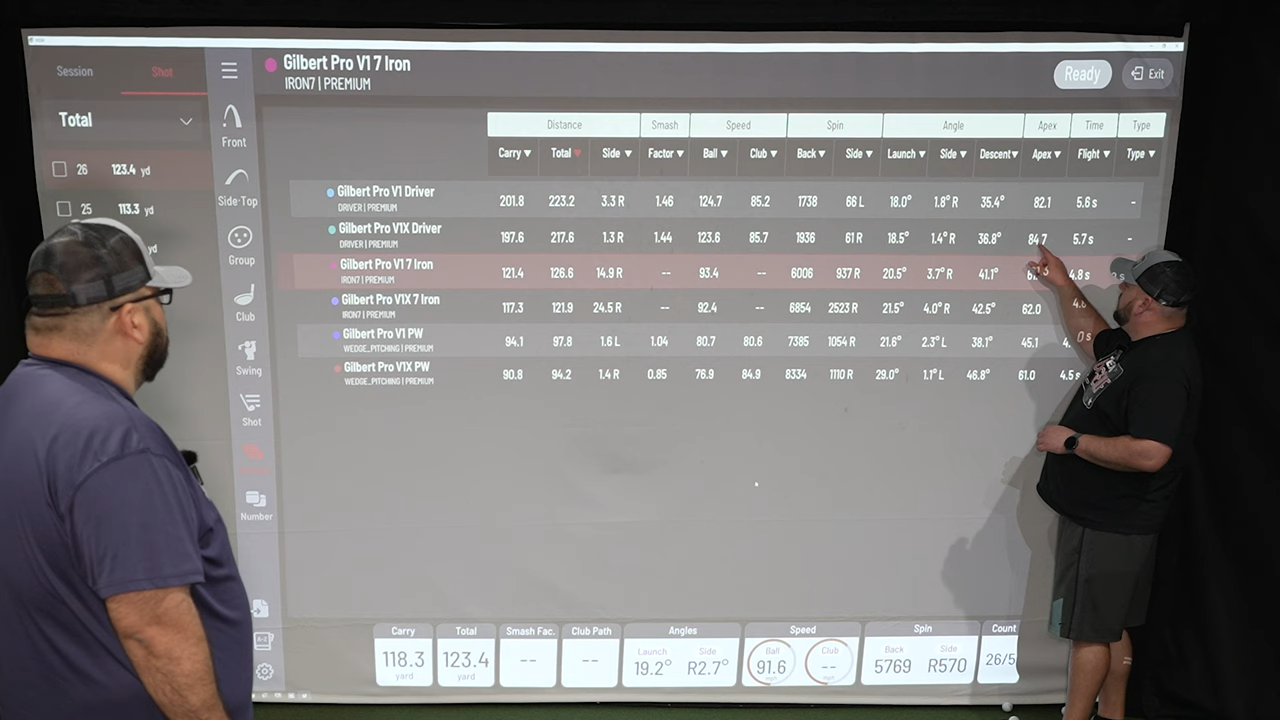 Session Shot
Total
26 123.4 yd
25 113.3 yd
yd
Gilbert Pro V1 7 Iron
IRON7 | PREMIUM
Ready Exit
Front
Side·Top
Group
Club
Swing
Shot
Number
Distance Smash Speed Spin Angle Apex Time Type
Carry▼ Total▼ Side▼ Factor▼ Ball▼ Club▼ Back▼ Side▼ Launch▼ Side▼ Descent▼ Apex▼ Flight▼ Type▼
Gilbert Pro V1 Driver 201.8 223.2 3.3 R 1.46 124.7 85.2 1738 66 L 18.0° 1.8° R 35.4° 82.1 5.6 s -
DRIVER | PREMIUM
Gilbert Pro V1X Driver 197.6 217.6 1.3 R 1.44 123.6 85.7 1936 61 R 18.5° 1.4° R 36.8° 84.7 5.7 s -
DRIVER | PREMIUM
Gilbert Pro V1 7 Iron 121.4 126.6 14.9 R -- 93.4 -- 6006 937 R 20.5° 3.7° R 41.1° 4.8 s
IRON7 | PREMIUM
Gilbert Pro V1X 7 Iron 117.3 121.9 24.5 R -- 92.4 -- 6854 2523 R 21.5° 4.0° R 42.5° 62.0
IRON7 | PREMIUM
Gilbert Pro V1 PW 94.1 97.8 1.6 L 1.04 80.7 80.6 7385 1054 R 21.6° 2.3° L 38.1° 45.1
WEDGE_PITCHING | PREMIUM
Gilbert Pro V1X PW 90.8 94.2 1.4 R 0.85 76.9 84.9 8334 1110 R 29.0° 1.1° L 46.8° 61.0 4.5 s
WEDGE_PITCHING | PREMIUM
Carry Total Smash Fac. Club Path Angles Speed Spin Count
118.3 yard
123.4 yard
--
--
Launch 19.2°
Side R2.7°
Ball 91.6 mph
Club -- mph
Back 5769
Side R570
26/5